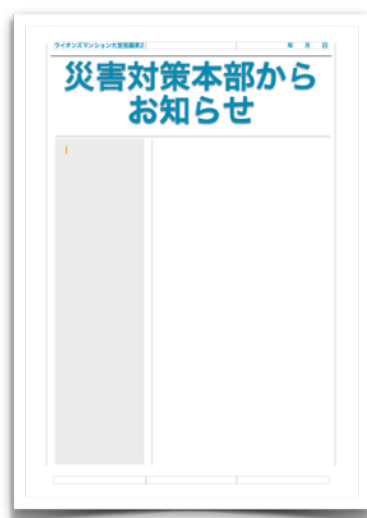 ライオンズマンション大宮指扇第2
年 月 日
災害対策本部から
お知らせ